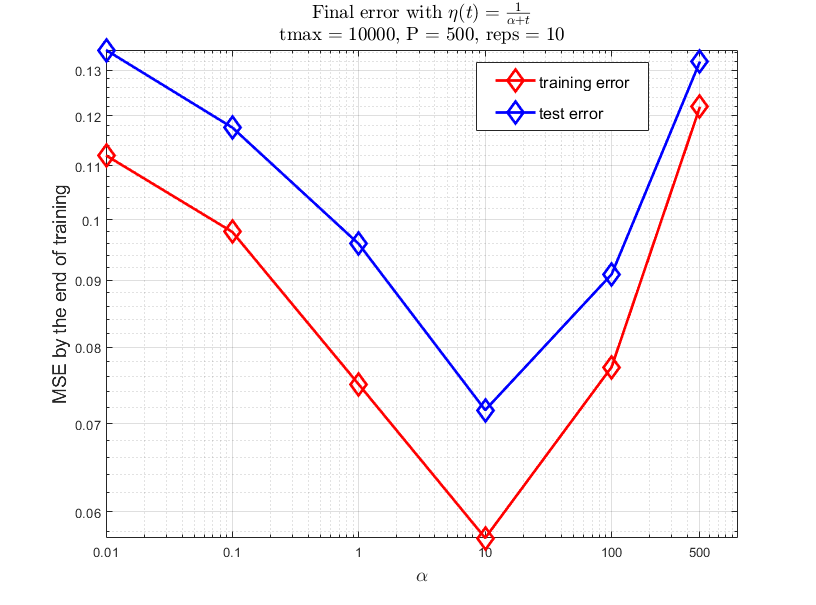 Final error with η(t) = 1/(α+t)
tmax = 10000, P = 500, reps = 10
training error
test error
MSE by the end of training
0.13
0.12
0.11
0.1
0.09
0.08
0.07
0.06
0.01 0.1 1 10 100 500
α